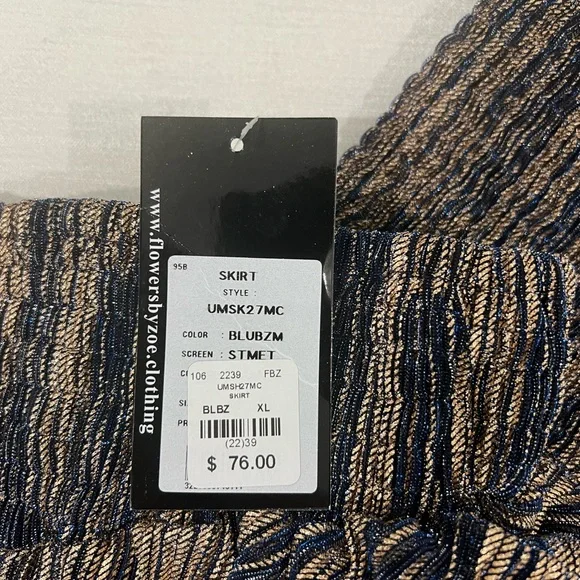 www.flowersbyzoe.clothing
95B
SKIRT
STYLE :
UMSK27MC
COLOR : BLUBZM
SCREEN : STMET
106 2239 FBZ
UMSH27MC
SKIRT
BLBZ XL
(22)39
$ 76.00